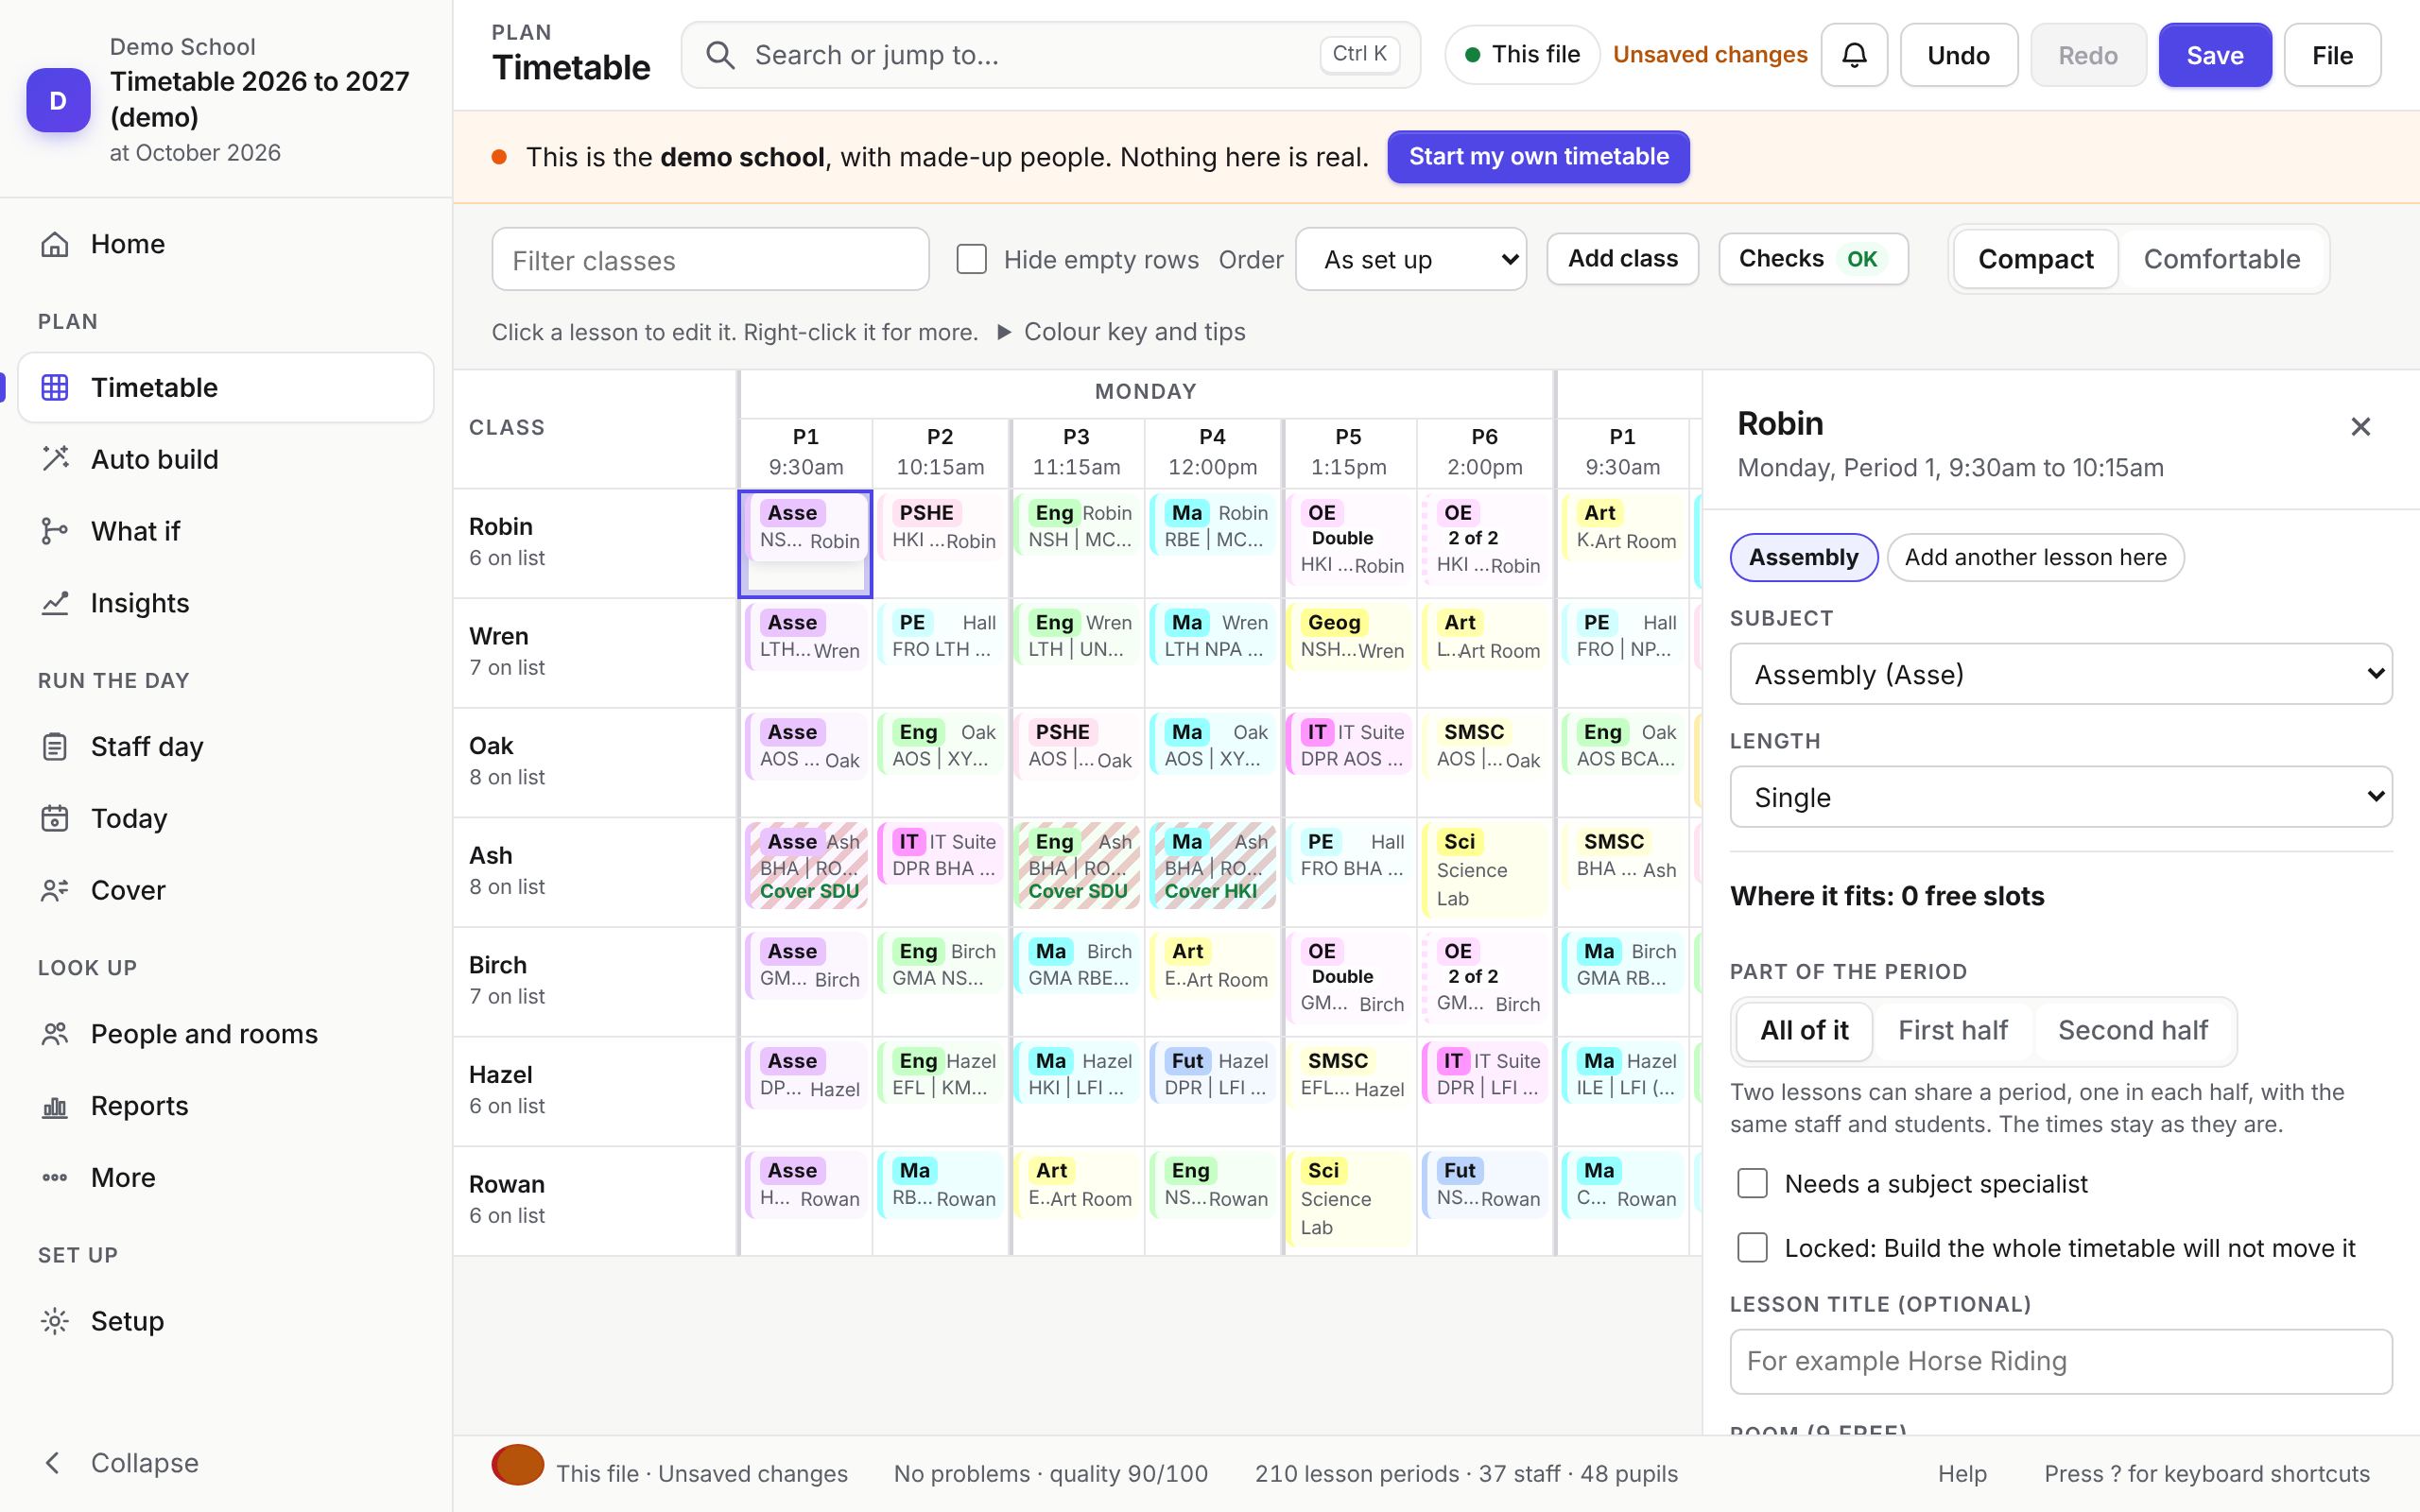 Demo School
D
Timetable 2026 to 2027
(demo)
at October 2026
Home
PLAN
Timetable
Auto build
What if
Insights
RUN THE DAY
Staff day
Today
Cover
LOOK UP
People and rooms
Reports
More
SET UP
Setup
Collapse
PLAN
Timetable
Search or jump to...
Ctrl K
This file
Unsaved changes
Undo
Redo
Save
File
This is the demo school, with made-up people. Nothing here is real.
Start my own timetable
Filter classes
Hide empty rows
Order
As set up
Add class
Checks OK
Compact
Comfortable
Click a lesson to edit it. Right-click it for more.
Colour key and tips
CLASS
MONDAY
P1 P2 P3 P4 P5 P6 P1
9:30am 10:15am 11:15am 12:00pm 1:15pm 2:00pm 9:30am
Robin
6 on list
Asse
NS... Robin
PSHE
HKI ... Robin
Eng Robin
NSH | MC...
Ma Robin
RBE | MC...
OE
Double
HKI ... Robin
OE
2 of 2
HKI ... Robin
Art
K. Art Room
Wren
7 on list
Asse
LTH... Wren
PE Hall
FRO LTH ...
Eng Wren
LTH | UN...
Ma Wren
LTH NPA ...
Geog
NSH... Wren
Art
L.. Art Room
PE Hall
FRO | NP...
Oak
8 on list
Asse
AOS ... Oak
Eng Oak
AOS | XY...
PSHE
AOS |... Oak
Ma Oak
AOS | XY...
IT IT Suite
DPR AOS ...
SMSC
AOS |... Oak
Eng Oak
AOS BCA...
Ash
8 on list
Asse Ash
BHA | RO...
Cover SDU
IT IT Suite
DPR BHA ...
Eng Ash
BHA | RO...
Cover SDU
Ma Ash
BHA | RO...
Cover HKI
PE Hall
FRO BHA ...
Sci
Science
Lab
SMSC
BHA ... Ash
Birch
7 on list
Asse
GM... Birch
Eng Birch
GMA NS...
Ma Birch
GMA RBE...
Art
E.. Art Room
OE
Double
GM... Birch
OE
2 of 2
GM... Birch
Ma Birch
GMA RB...
Hazel
6 on list
Asse
DP... Hazel
Eng Hazel
EFL | KM...
Ma Hazel
HKI | LFI ...
Fut Hazel
DPR | LFI ...
SMSC
EFL... Hazel
IT IT Suite
DPR | LFI ...
Ma Hazel
ILE | LFI (...
Rowan
6 on list
Asse
H... Rowan
Ma
RB... Rowan
Art
E.. Art Room
Eng
NS... Rowan
Sci
Science
Lab
Fut
NS... Rowan
Ma
C... Rowan
Robin
Monday, Period 1, 9:30am to 10:15am
Assembly
Add another lesson here
SUBJECT
Assembly (Asse)
LENGTH
Single
Where it fits: 0 free slots
PART OF THE PERIOD
All of it
First half
Second half
Two lessons can share a period, one in each half, with the
same staff and students. The times stay as they are.
Needs a subject specialist
Locked: Build the whole timetable will not move it
LESSON TITLE (OPTIONAL)
For example Horse Riding
ROOM (9 FREE)
This file · Unsaved changes
No problems · quality 90/100
210 lesson periods · 37 staff · 48 pupils
Help
Press ? for keyboard shortcuts